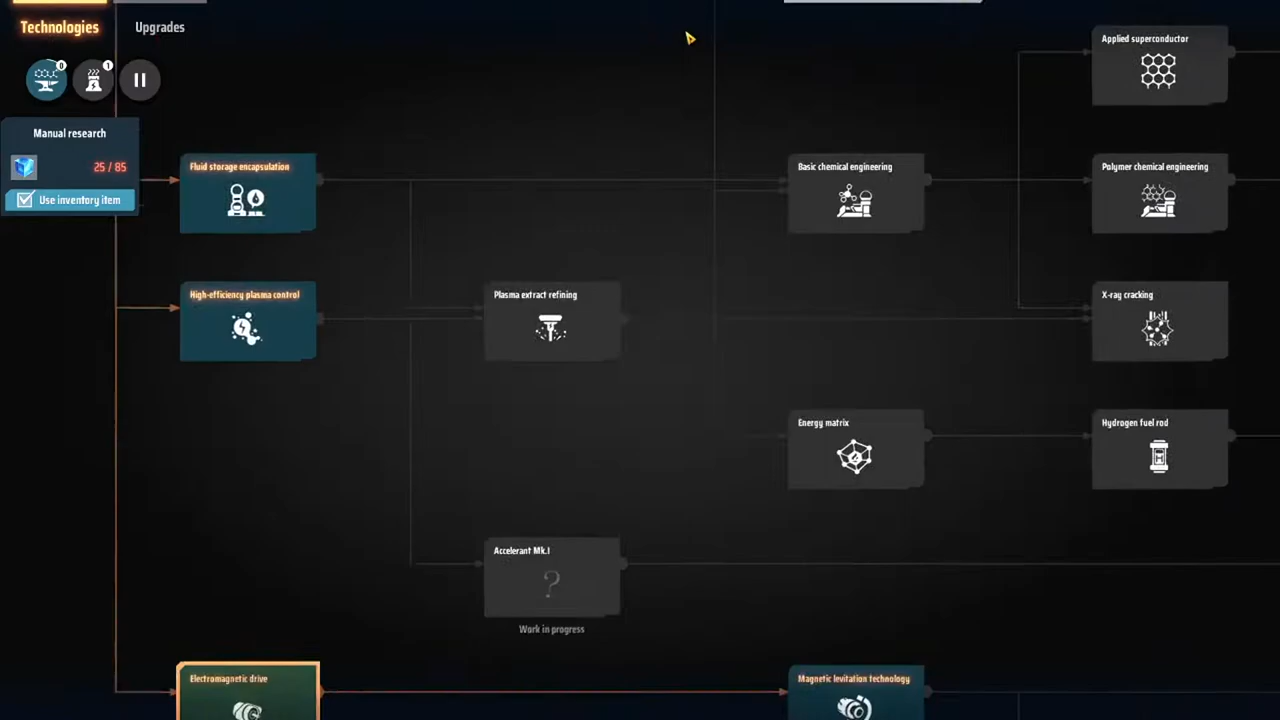 Technologies
Upgrades
0
1
Manual research
25 / 85
Use inventory item
Applied superconductor
Fluid storage encapsulation
Basic chemical engineering
Polymer chemical engineering
High-efficiency plasma control
Plasma extract refining
X-ray cracking
Energy matrix
Hydrogen fuel rod
H
Accelerant Mk.I
?
Work in progress
Electromagnetic drive
Magnetic levitation technology